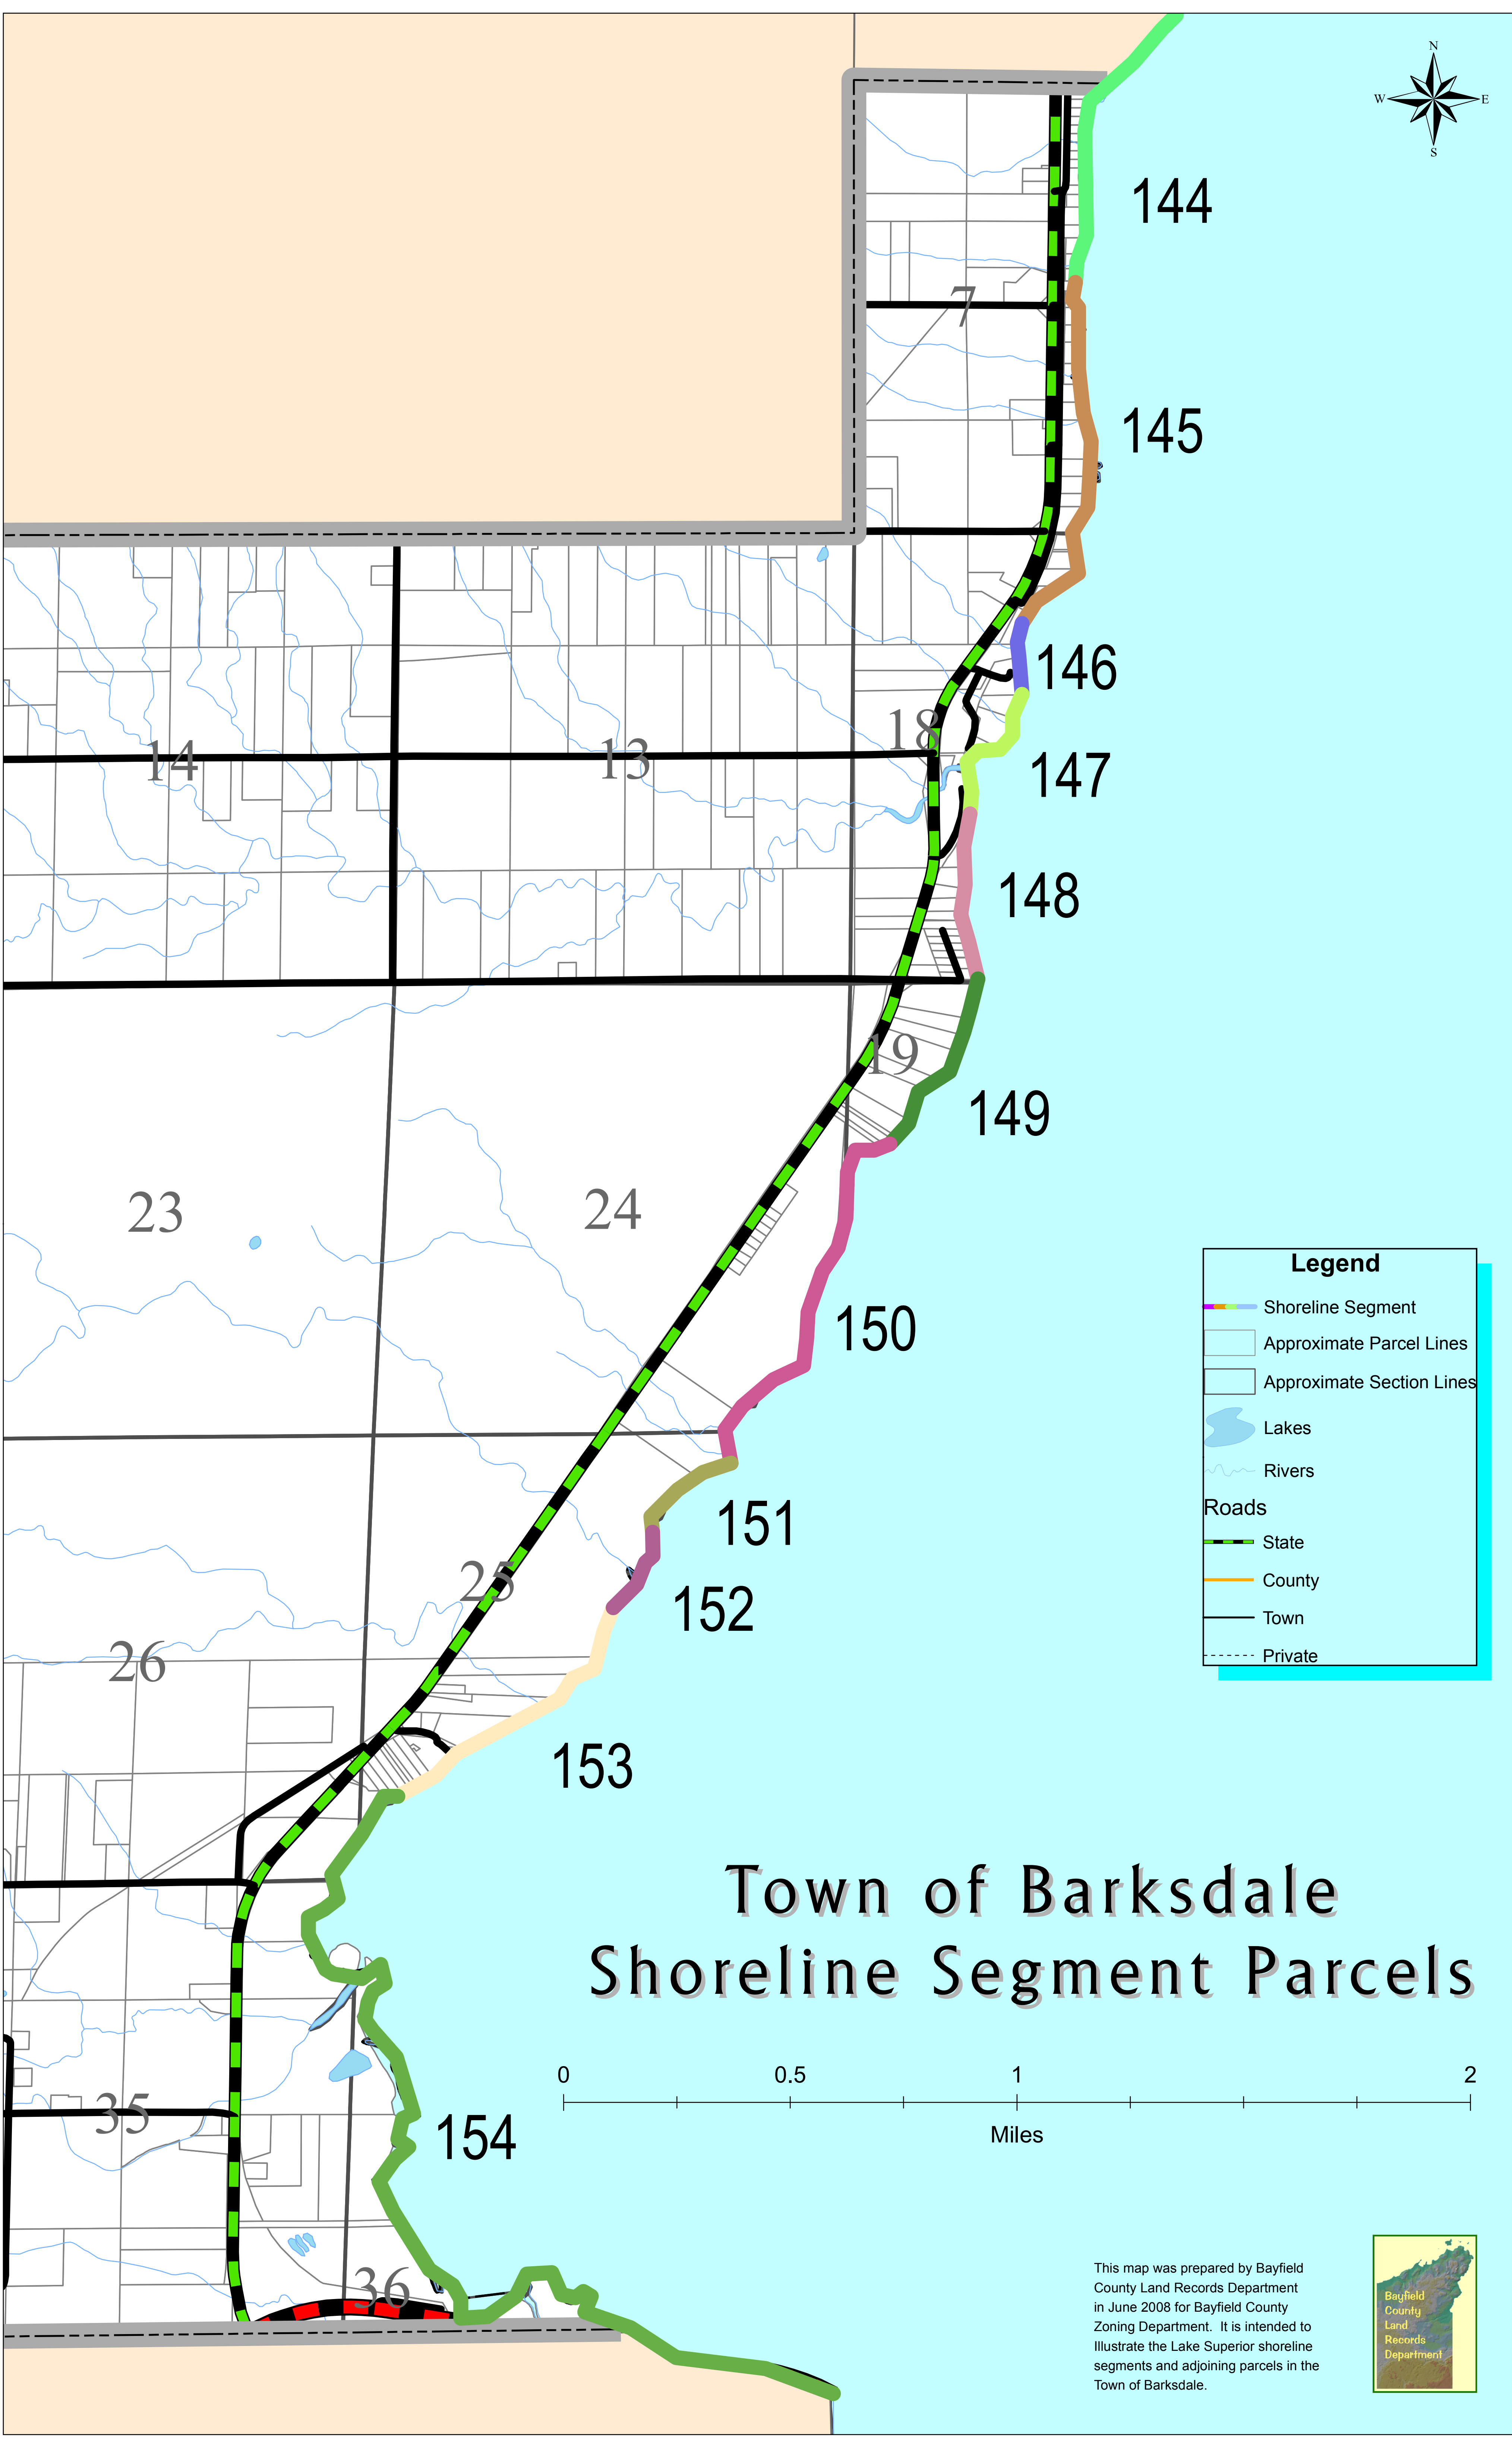 N
W E
S
144
7
145
146
18
14
13
147
148
19
149
23
24
Legend
Shoreline Segment
Approximate Parcel Lines
Approximate Section Lines
Lakes
Rivers
Roads
State
County
Town
Private
150
151
25
152
26
153
Town of Barksdale
Shoreline Segment Parcels
0 0.5 1 2
Miles
35
154
36
This map was prepared by Bayfield
County Land Records Department
in June 2008 for Bayfield County
Zoning Department. It is intended to
Illustrate the Lake Superior shoreline
segments and adjoining parcels in the
Town of Barksdale.
Bayfield
County
Land
Records
Department